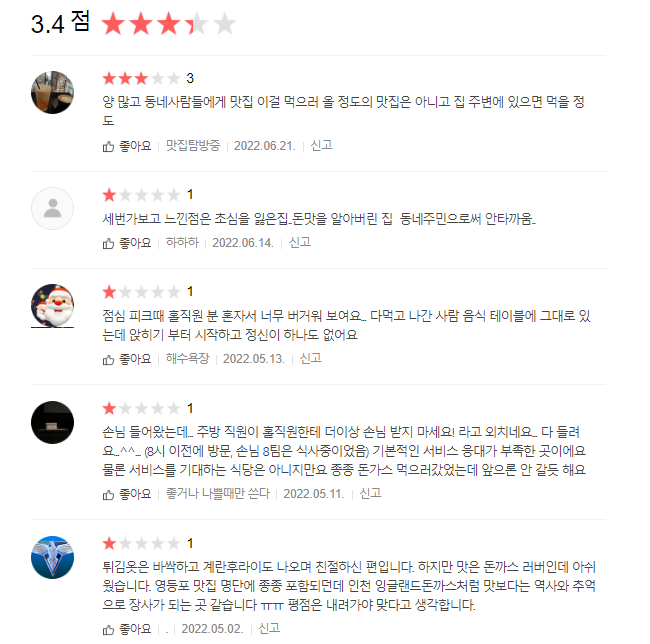 3.4 점
3
양 많고 동네사람들에게 맛집 이걸 먹으러 올 정도의 맛집은 아니고 집 주변에 있으면 먹을 정
도
좋아요 맛집탐방중 2022.06.21. 신고
1
세번가보고 느낀점은 초심을 잃은집..돈맛을 알아버린 집 동네주민으로써 안타까움..
좋아요 하하하 2022.06.14. 신고
1
점심 피크때 홀직원 분 혼자서 너무 버거워 보여요... 다먹고 나간 사람 음식 테이블에 그대로 있
는데 앉히기 부터 시작하고 정신이 하나도 없어요
좋아요 해수욕장 2022.05.13. 신고
1
손님 들어왔는데... 주방 직원이 홀직원한테 더이상 손님 받지 마세요! 라고 외치네요... 다 들려
요..^^... (8시 이전에 방문, 손님 8팀은 식사중이었음) 기본적인 서비스 응대가 부족한 곳이에요
물론 서비스를 기대하는 식당은 아니지만요 종종 돈가스 먹으러갔었는데 앞으론 안 갈듯 해요
좋아요 좋거나 나쁠때만 쓴다 2022.05.11. 신고
1
튀김옷은 바싹하고 계란후라이도 나오며 친절하신 편입니다. 하지만 맛은 돈까스 러버인데 아쉬
웠습니다. 영등포 맛집 명단에 종종 포함되던데 인천 잉글랜드돈까스처럼 맛보다는 역사와 추억
으로 장사가 되는 곳 같습니다 ㅠㅠ 평점은 내려가야 맞다고 생각합니다.
좋아요 . 2022.05.02. 신고